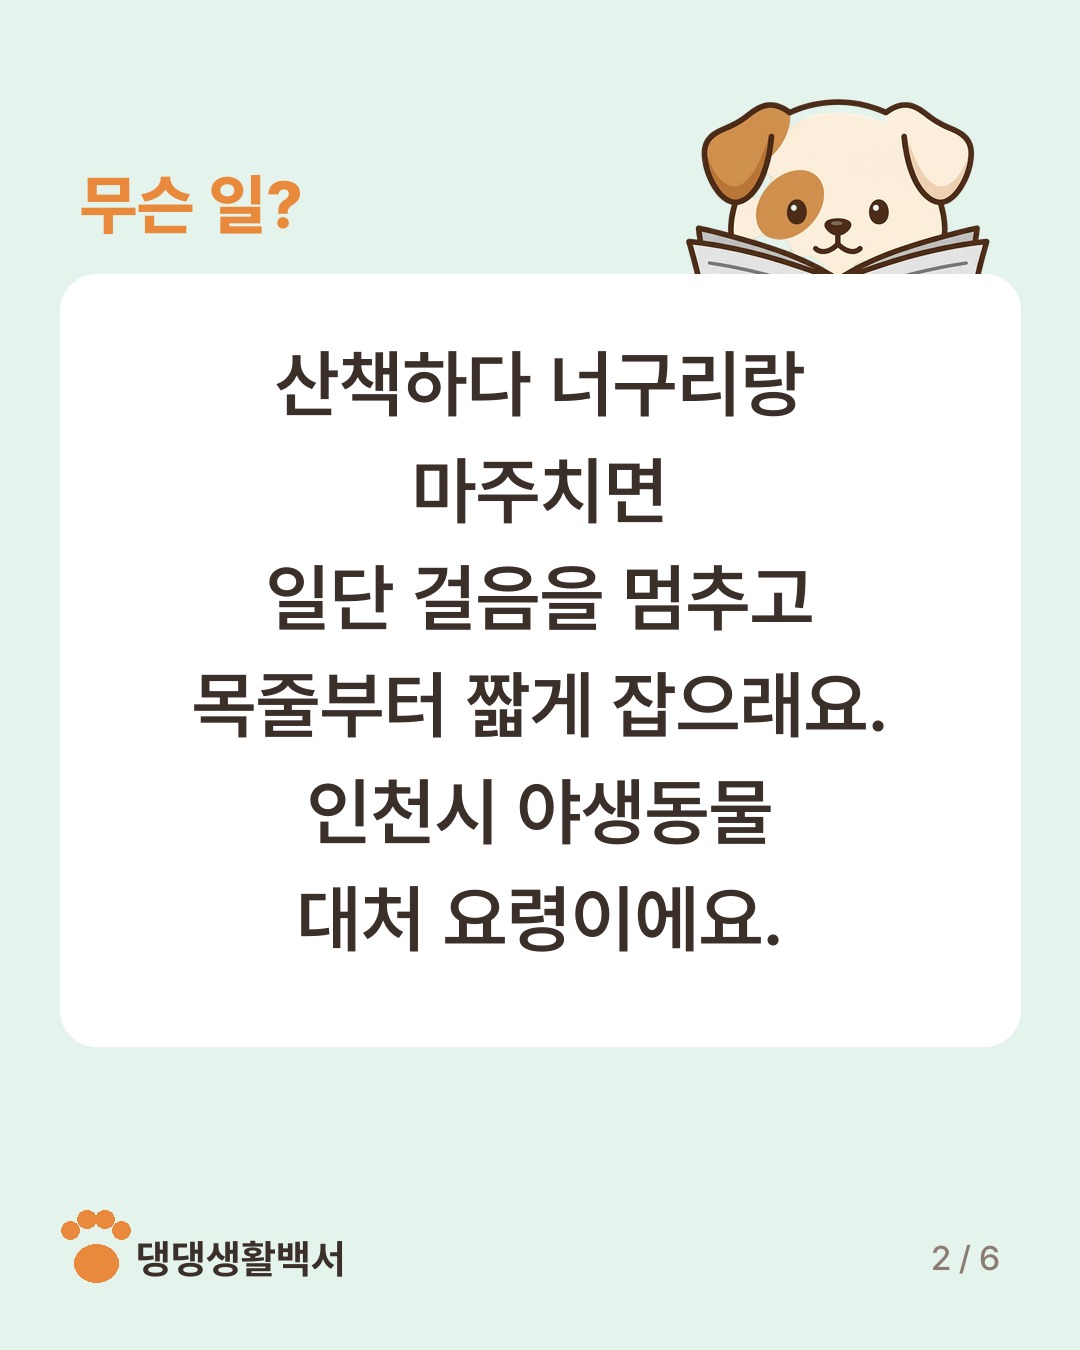 무슨 일?
산책하다 너구리랑
마주치면
일단 걸음을 멈추고
목줄부터 짧게 잡으래요.
인천시 야생동물
대처 요령이에요.
댕댕생활백서
2 / 6